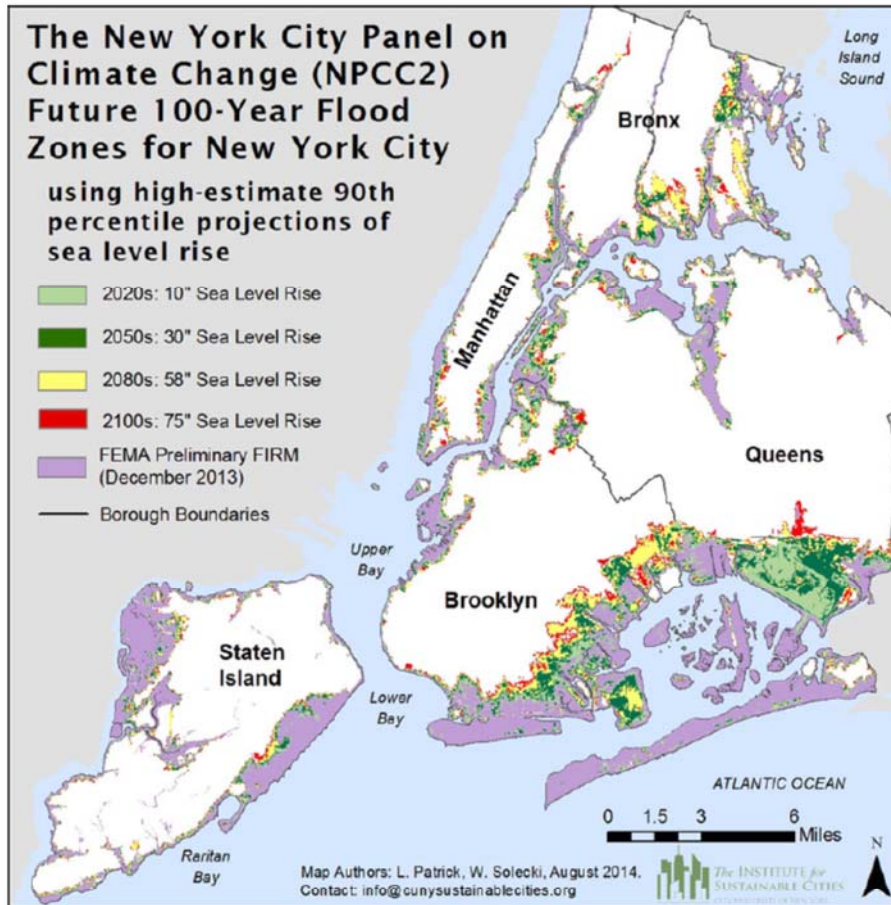 The New York City Panel on
Climate Change (NPCC2)
Future 100-Year Flood
Zones for New York City
using high-estimate 90th
percentile projections of
sea level rise
2020s: 10" Sea Level Rise
2050s: 30" Sea Level Rise
2080s: 58" Sea Level Rise
2100s: 75" Sea Level Rise
FEMA Preliminary FIRM
(December 2013)
Borough Boundaries
Long
Island
Sound
Bronx
Manhattan
Queens
Upper
Bay
Brooklyn
Staten
Island
Lower
Bay
ATLANTIC OCEAN
0 1.5 3 6
Miles
Raritan
Bay
Map Authors: L. Patrick, W. Solecki, August 2014.
Contact: info@cunysustainablecities.org
The INSTITUTE for
SUSTAINABLE CITIES
N